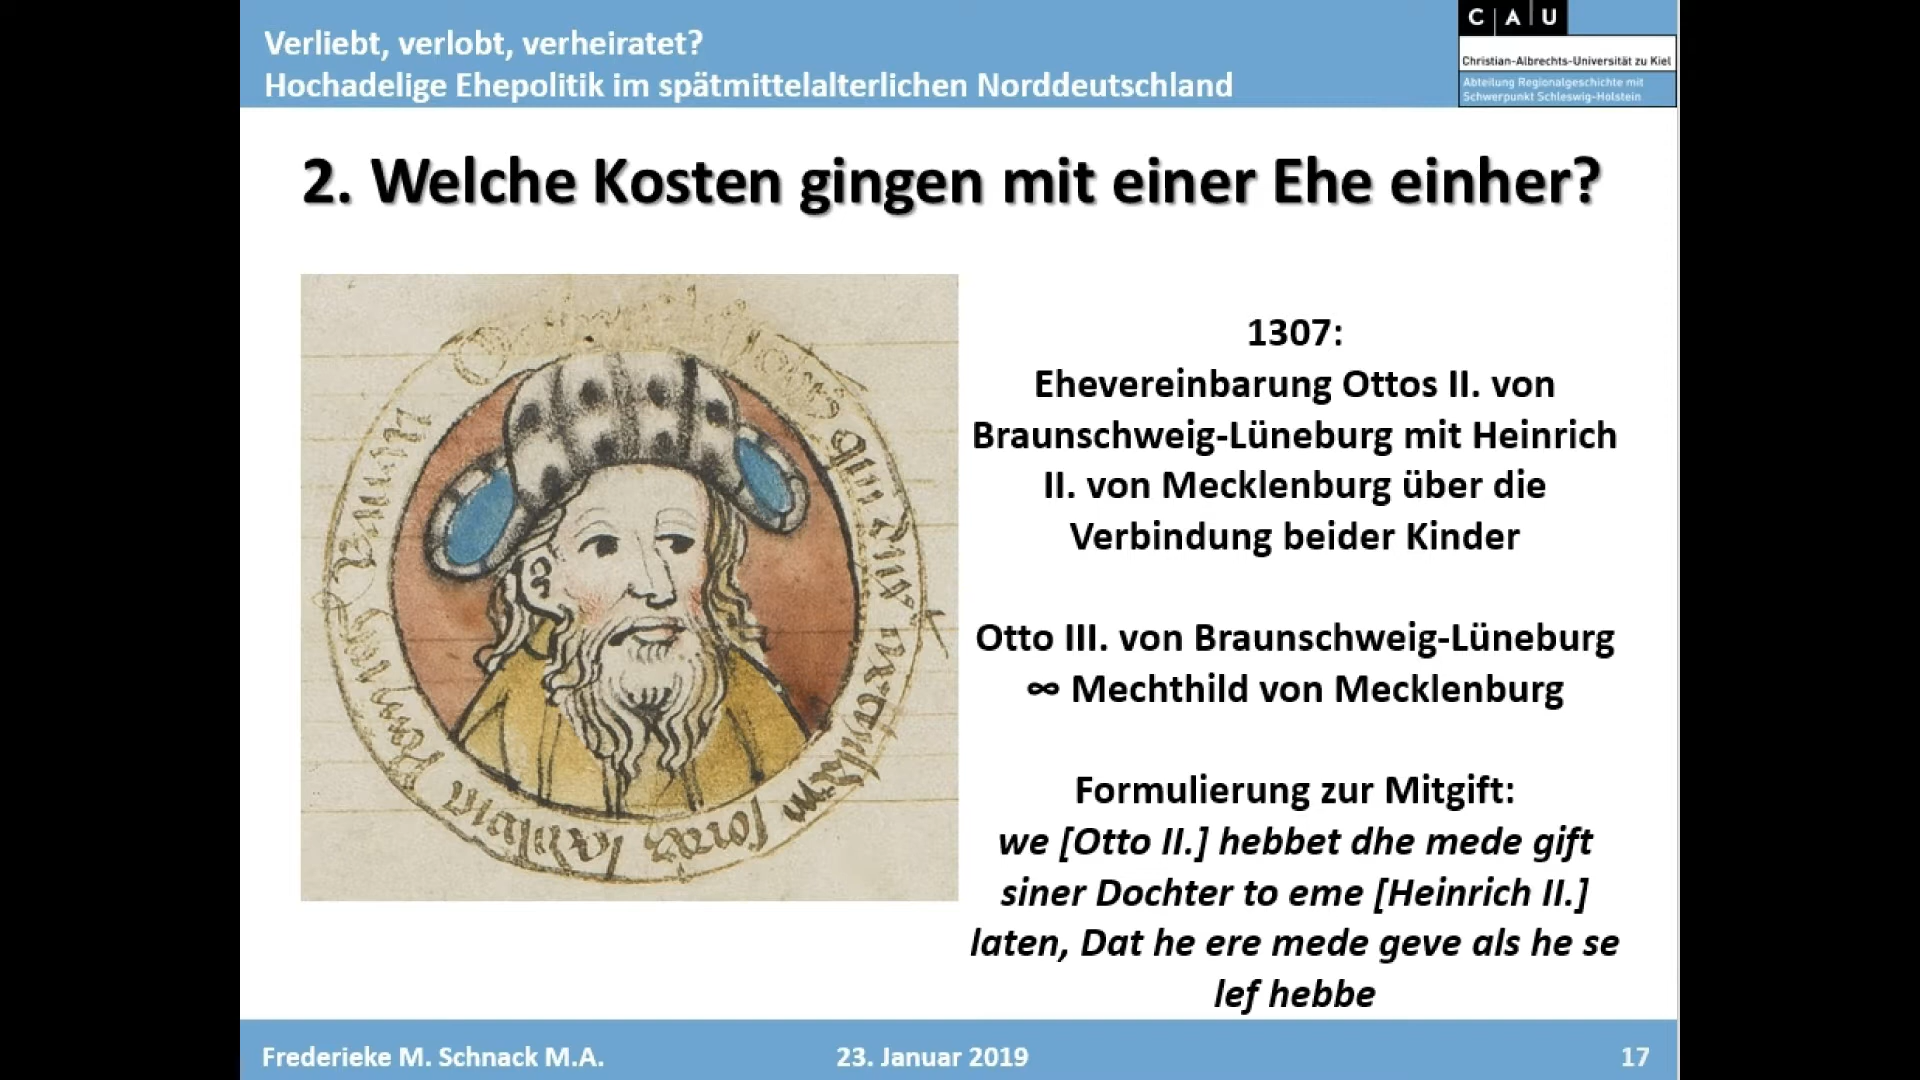 Verliebt, verlobt, verheiratet?
Hochadelige Ehepolitik im spätmittelalterlichen Norddeutschland
C A U
Christian-Albrechts-Universität zu Kiel
Abteilung Regionalgeschichte mit
Schwerpunkt Schleswig-Holstein
2. Welche Kosten gingen mit einer Ehe einher?
1307:
Ehevereinbarung Ottos II. von
Braunschweig-Lüneburg mit Heinrich
II. von Mecklenburg über die
Verbindung beider Kinder
Otto III. von Braunschweig-Lüneburg
∞ Mechthild von Mecklenburg
Formulierung zur Mitgift:
we [Otto II.] hebbet dhe mede gift
siner Dochter to eme [Heinrich II.]
laten, Dat he ere mede geve als he se
lef hebbe
Frederieke M. Schnack M.A.
23. Januar 2019
17